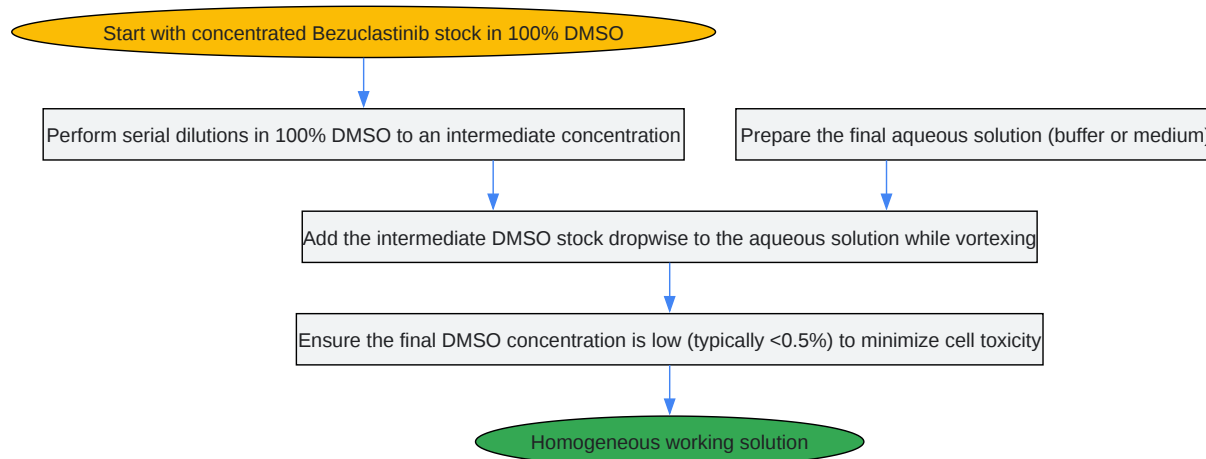 Start with concentrated Bezuclastinib stock in 100% DMSO
Perform serial dilutions in 100% DMSO to an intermediate concentration
Prepare the final aqueous solution (buffer or medium)
Add the intermediate DMSO stock dropwise to the aqueous solution while vortexing
Ensure the final DMSO concentration is low (typically <0.5%) to minimize cell toxicity
Homogeneous working solution